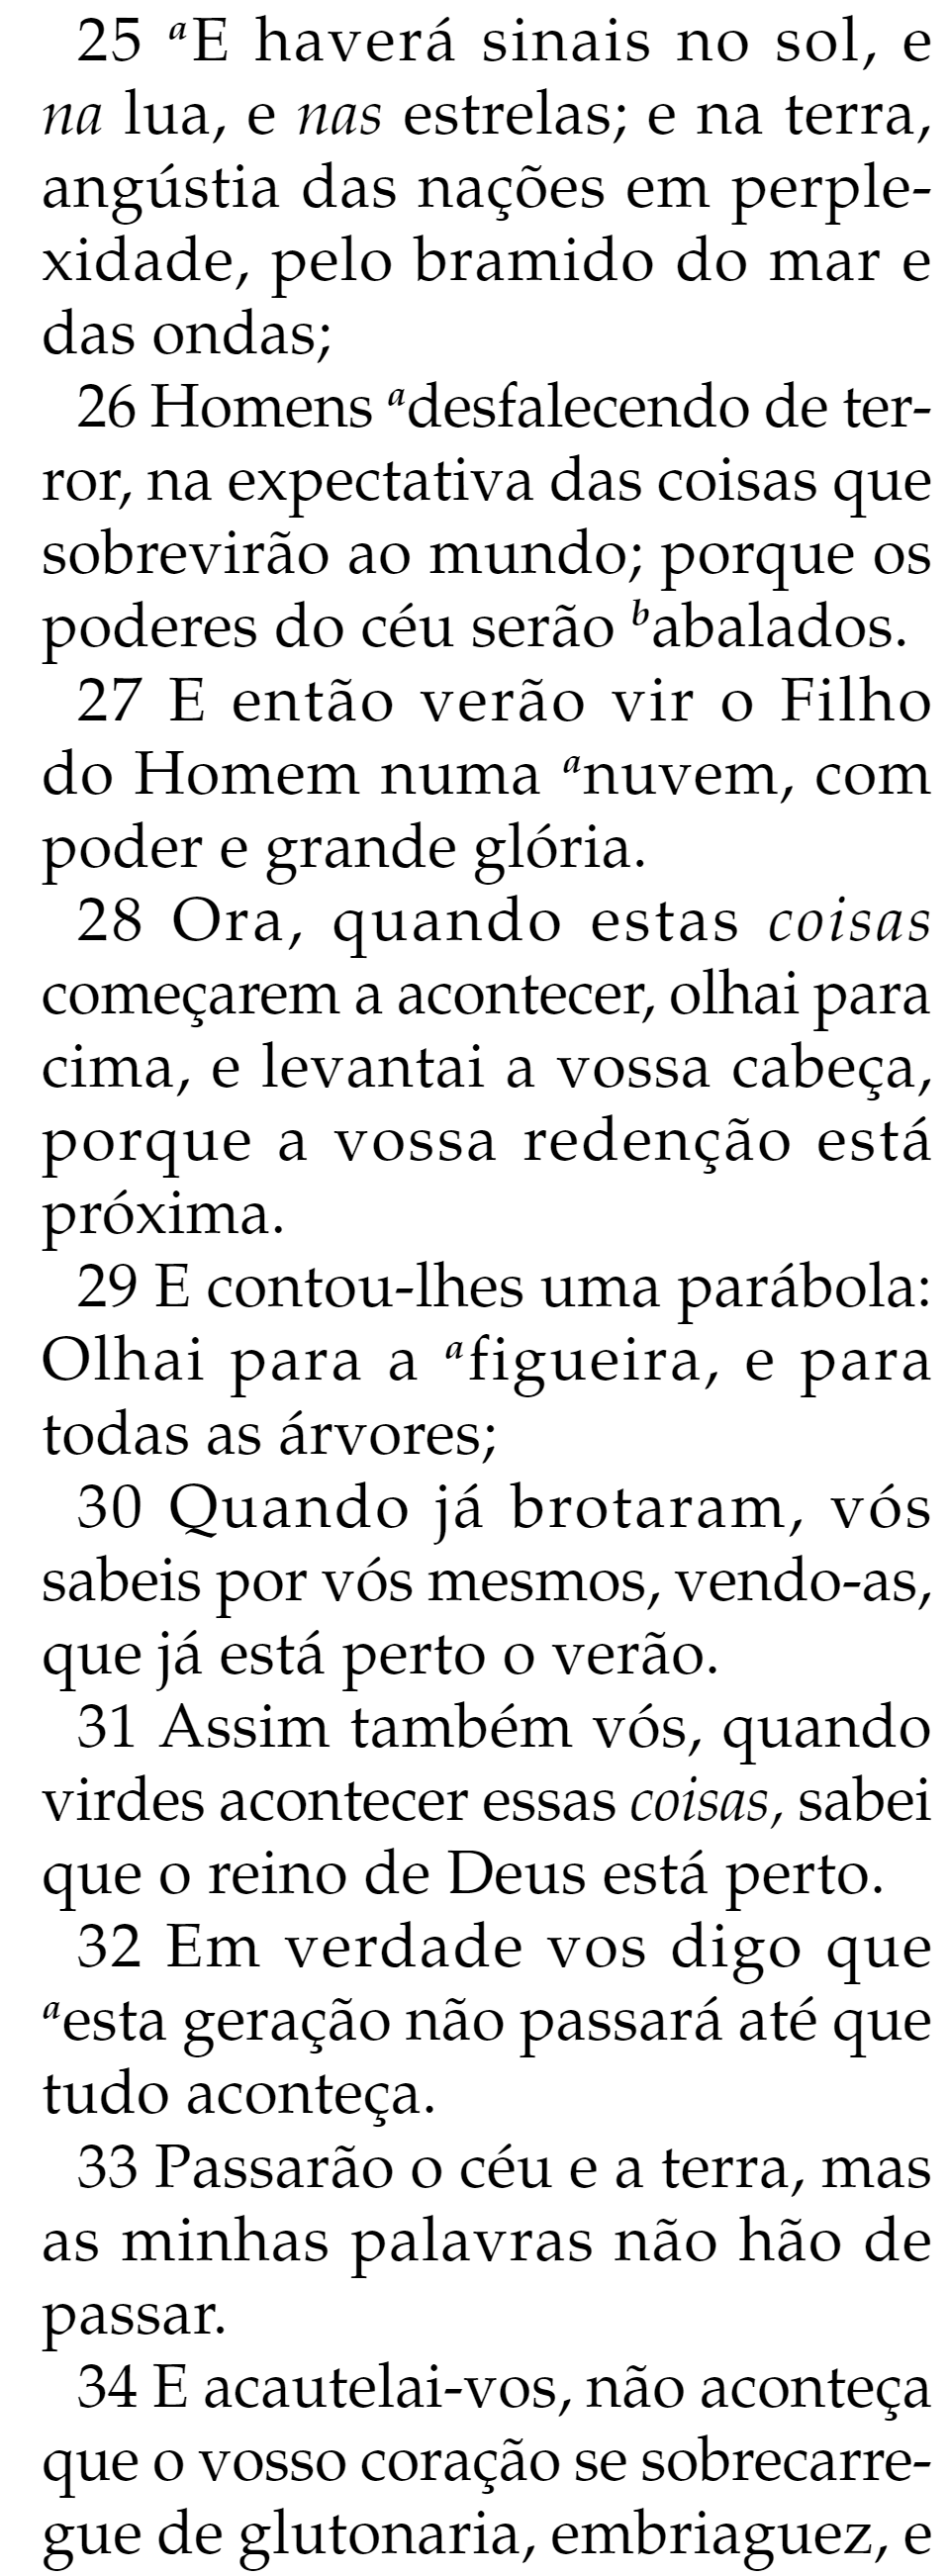 25 ᵃE haverá sinais no sol, e
na lua, e nas estrelas; e na terra,
angústia das nações em perple-
xidade, pelo bramido do mar e
das ondas;
26 Homens ᵃdesfalecendo de ter-
ror, na expectativa das coisas que
sobrevirão ao mundo; porque os
poderes do céu serão ᵇabalados.
27 E então verão vir o Filho
do Homem numa ᵃnuvem, com
poder e grande glória.
28 Ora, quando estas coisas
começarem a acontecer, olhai para
cima, e levantai a vossa cabeça,
porque a vossa redenção está
próxima.
29 E contou-lhes uma parábola:
Olhai para a ᵃfigueira, e para
todas as árvores;
30 Quando já brotaram, vós
sabeis por vós mesmos, vendo-as,
que já está perto o verão.
31 Assim também vós, quando
virdes acontecer essas coisas, sabei
que o reino de Deus está perto.
32 Em verdade vos digo que
ᵃesta geração não passará até que
tudo aconteça.
33 Passarão o céu e a terra, mas
as minhas palavras não hão de
passar.
34 E acautelai-vos, não aconteça
que o vosso coração se sobrecarre-
gue de glutonaria, embriaguez, e